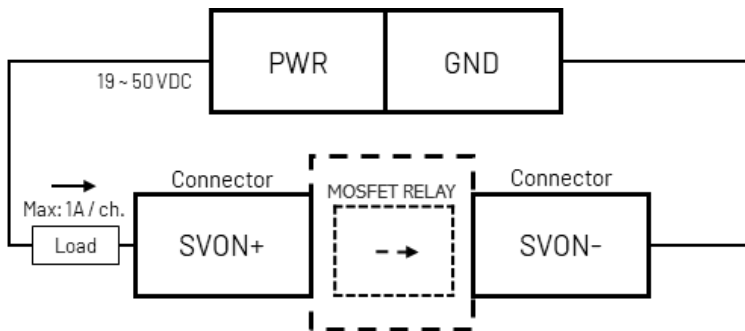 PWR
GND
19 ~ 50 VDC
Connector
MOSFET RELAY
Connector
Max: 1A / ch.
Load
SVON+
SVON-